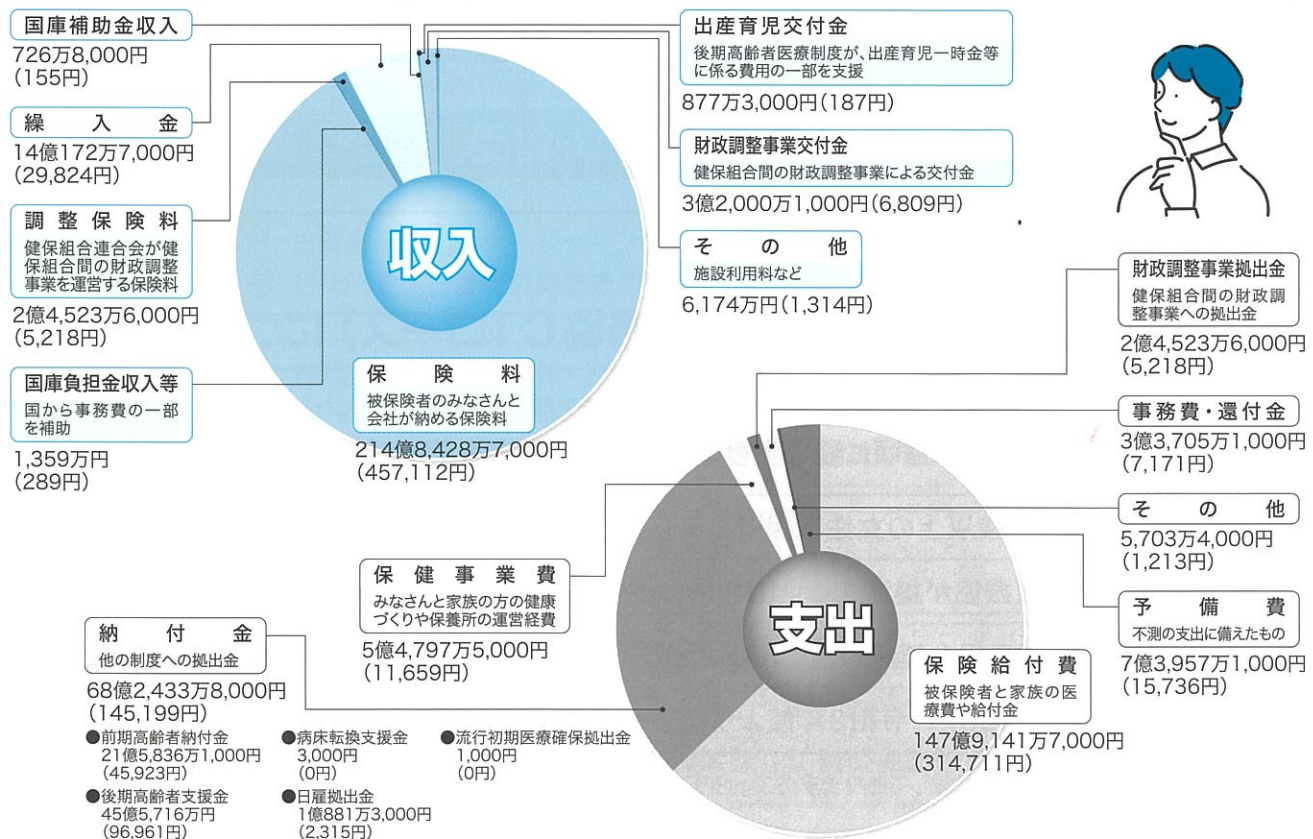 国庫補助金収入
726万8,000円
(155円)
繰入金
14億172万7,000円
(29,824円)
調整保険料
健保組合連合会が健
保組合間の財政調整
事業を運営する保険料
2億4,523万6,000円
(5,218円)
国庫負担金収入等
国から事務費の一部
を補助
1,359万円
(289円)
収入
保険料
被保険者のみなさんと
会社が納める保険料
214億8,428万7,000円
(457,112円)
出産育児交付金
後期高齢者医療制度が、出産育児一時金等
に係る費用の一部を支援
877万3,000円(187円)
財政調整事業交付金
健保組合間の財政調整事業による交付金
3億2,000万1,000円(6,809円)
その他
施設利用料など
6,174万円(1,314円)
財政調整事業拠出金
健保組合間の財政調
整事業への拠出金
2億4,523万6,000円
(5,218円)
事務費・還付金
3億3,705万1,000円
(7,171円)
その他
5,703万4,000円
(1,213円)
予備費
不測の支出に備えたもの
7億3,957万1,000円
(15,736円)
支出
保険給付費
被保険者と家族の医
療費や給付金
147億9,141万7,000円
(314,711円)
保健事業費
みなさんと家族の方の健康
づくりや保養所の運営経費
5億4,797万5,000円
(11,659円)
納付金
他の制度への拠出金
68億2,433万8,000円
(145,199円)
●前期高齢者納付金
21億5,836万1,000円
(45,923円)
●病床転換支援金
3,000円
(0円)
●流行初期医療確保拠出金
1,000円
(0円)
●後期高齢者支援金
45億5,716万円
(96,961円)
●日雇拠出金
1億881万3,000円
(2,315円)